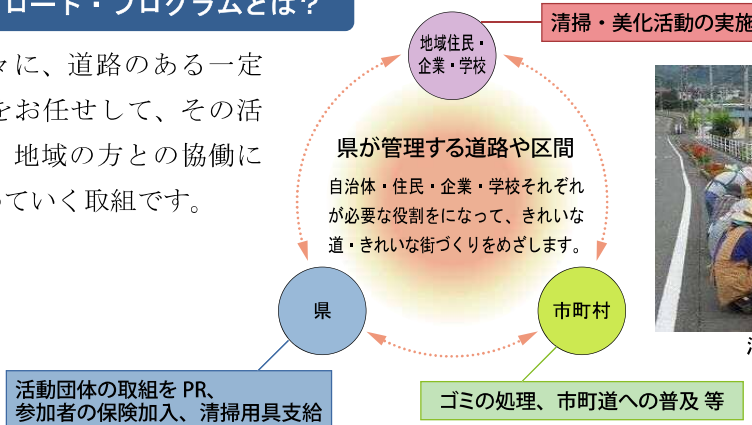 ロード・プログラムとは？
々に、道路のある一定
をお任せして、その活
地域の方との協働に
っていく取組です。
地域住民・
企業・学校
清掃・美化活動の実施
県が管理する道路や区間
自治体・住民・企業・学校それぞれ
が必要な役割をになって、きれいな
道・きれいな街づくりをめざします。
県
市町村
活動団体の取組を PR、
参加者の保険加入、清掃用具支給
ゴミの処理、市町道への普及 等